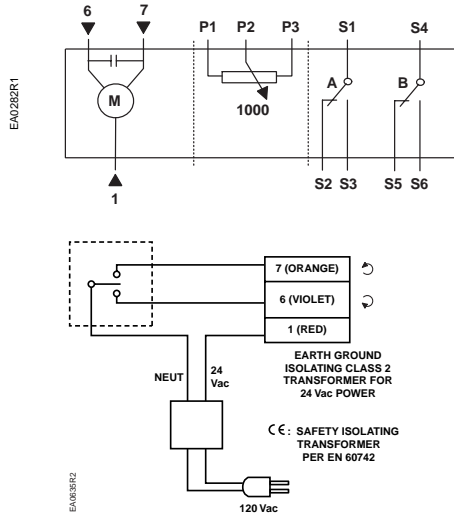 6 7 P1 P2 P3 S1 S4
EA0282R1
M
1000
A B
1
S2 S3 S5 S6
7 (ORANGE)
6 (VIOLET)
1 (RED)
NEUT
24
Vac
EARTH GROUND
ISOLATING CLASS 2
TRANSFORMER FOR
24 Vac POWER
CE: SAFETY ISOLATING
TRANSFORMER
PER EN 60742
EA0635R2
120 Vac